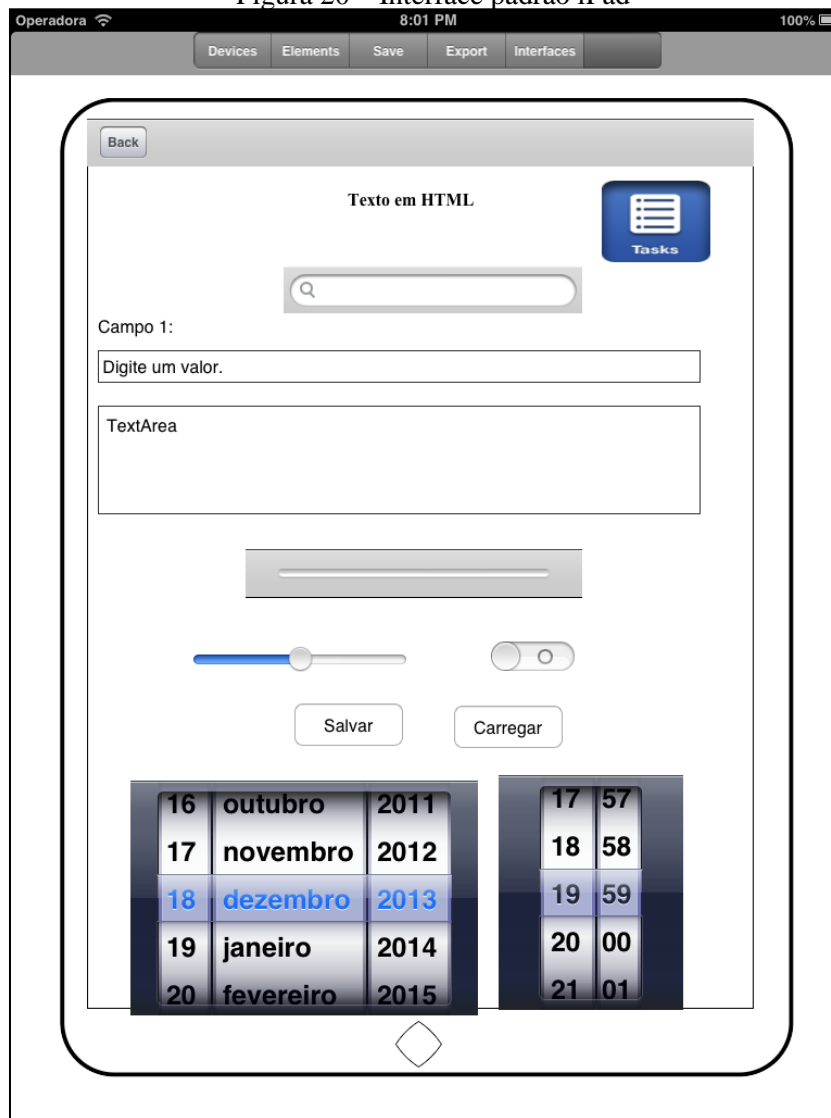 Figura 20 – Interface padrão iPad
Operadora 8:01 PM 100%
Devices Elements Save Export Interfaces
Back
Texto em HTML
Tasks
Campo 1:
Digite um valor.
TextArea
Salvar Carregar
16 outubro 2011 17 57
17 novembro 2012 18 58
18 dezembro 2013 19 59
19 janeiro 2014 20 00
20 fevereiro 2015 21 01